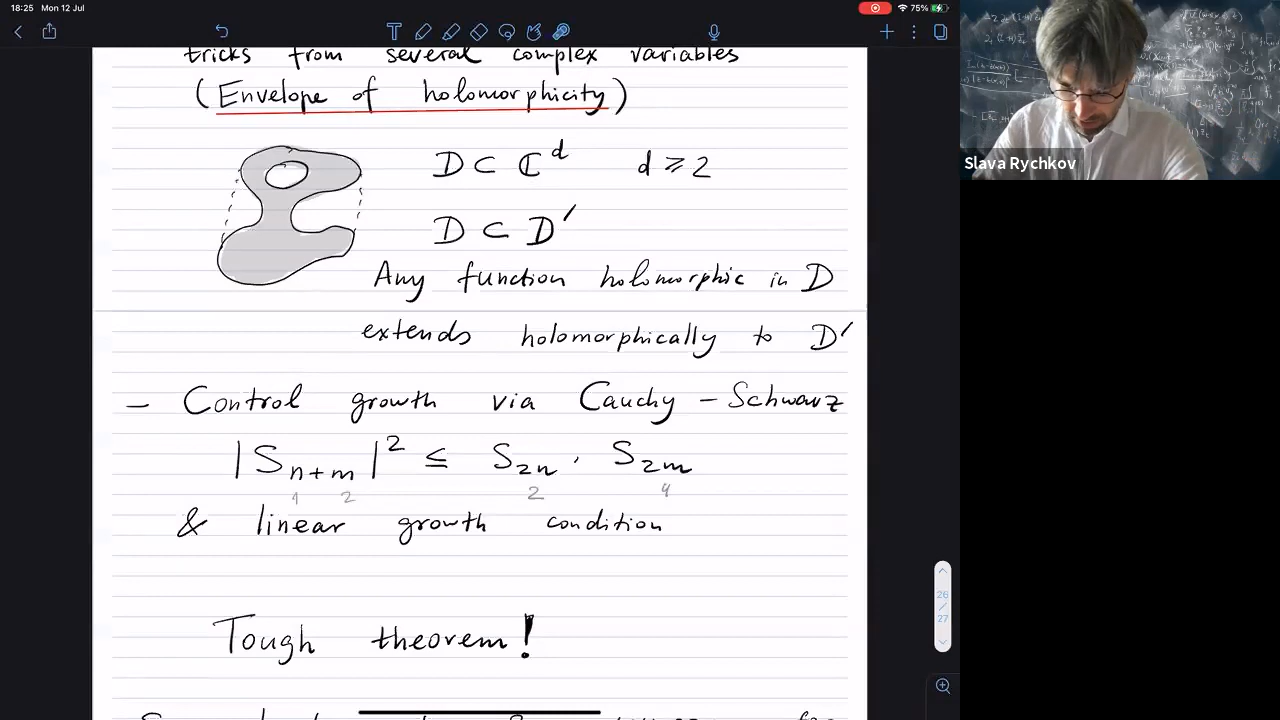 18:25 Mon 12 Jul
75%
tricks from several complex variables
(Envelope of holomorphicity)
D ⊂ ℂ^d d ⩾ 2
D ⊂ D′
Any function holomorphic in D
extends holomorphically to D′
– Control growth via Cauchy – Schwarz
|S_{n+m}|^2 ≤ S_{2n} · S_{2m}
1 2 2 4
& linear growth condition
Tough theorem!
26
/
27
Slava Rychkov